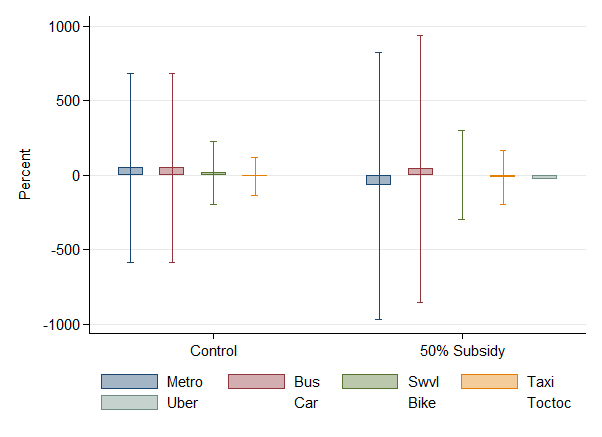 1000
500
0
-500
-1000
Percent
Control 50% Subsidy
Metro Bus Swvl Taxi
Uber Car Bike Toctoc